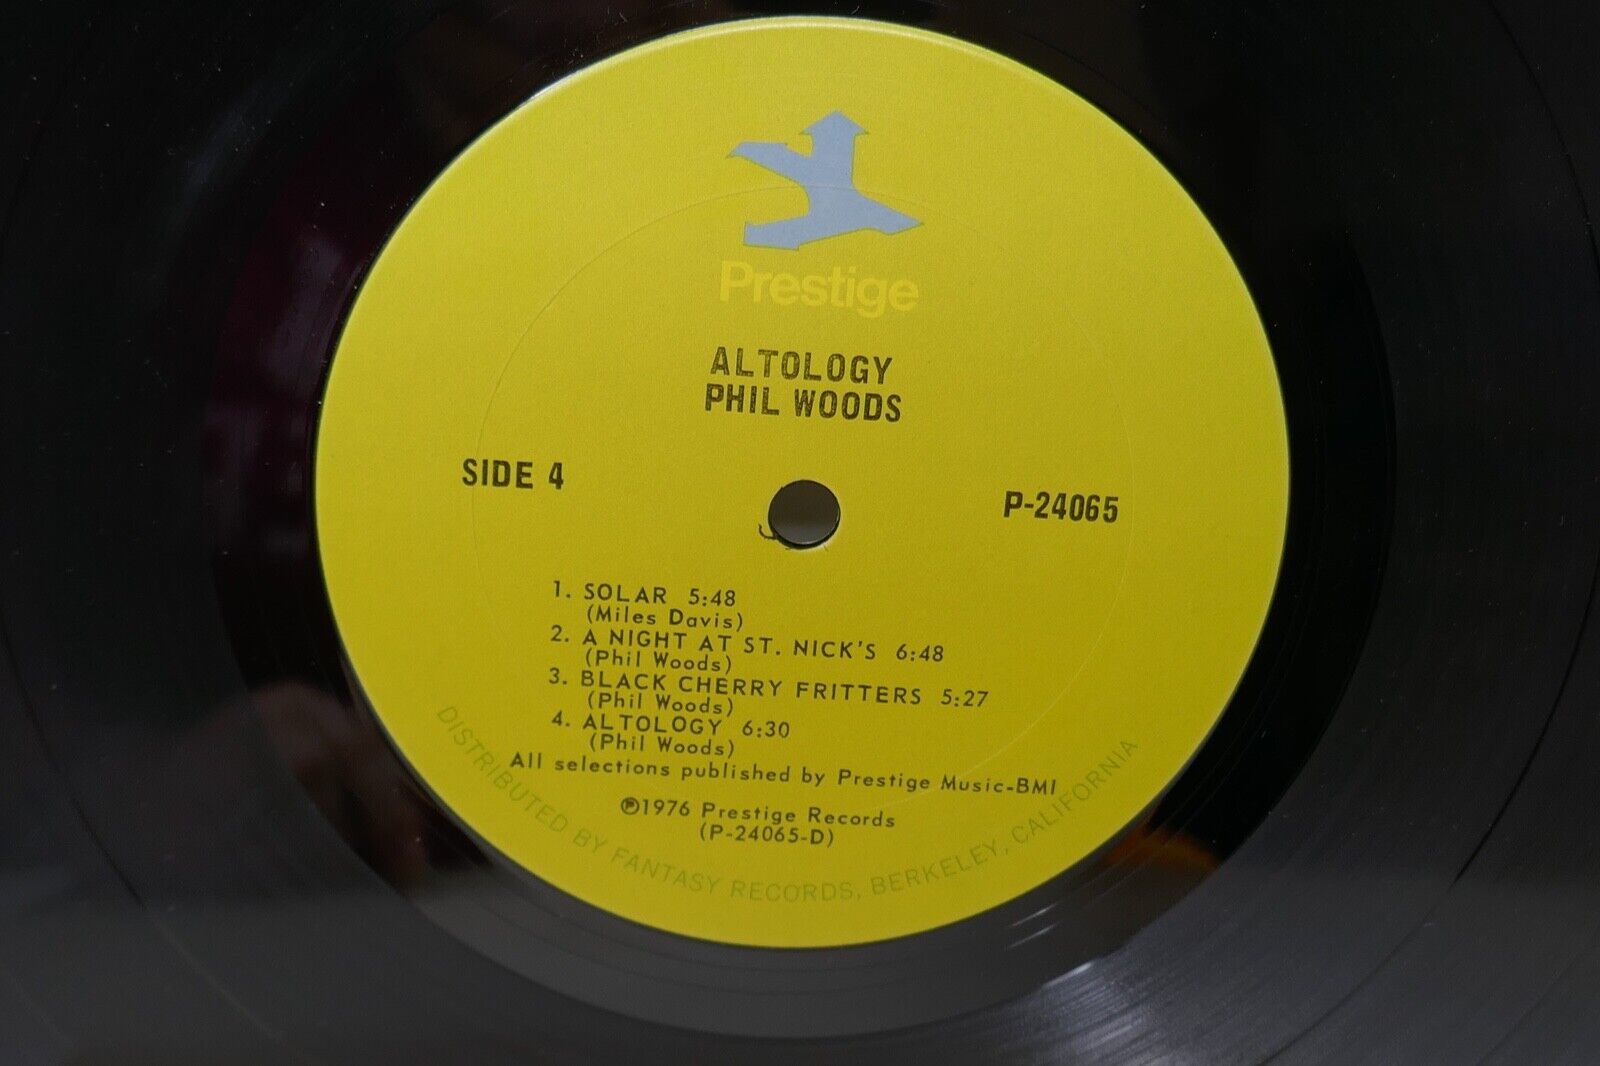 Prestige
ALTOLOGY
PHIL WOODS
SIDE 4
P-24065
1. SOLAR 5:48
(Miles Davis)
2. A NIGHT AT ST. NICK'S 6:48
(Phil Woods)
3. BLACK CHERRY FRITTERS 5:27
(Phil Woods)
4. ALTOLOGY 6:30
(Phil Woods)
All selections published by Prestige Music-BMI
℗1976 Prestige Records
(P-24065-D)
DISTRIBUTED BY FANTASY RECORDS, BERKELEY, CALIFORNIA